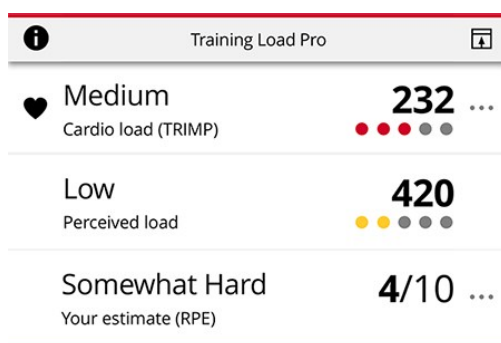 Training Load Pro
Medium
232
Cardio load (TRIMP)
Low
420
Perceived load
Somewhat Hard
4/10
Your estimate (RPE)